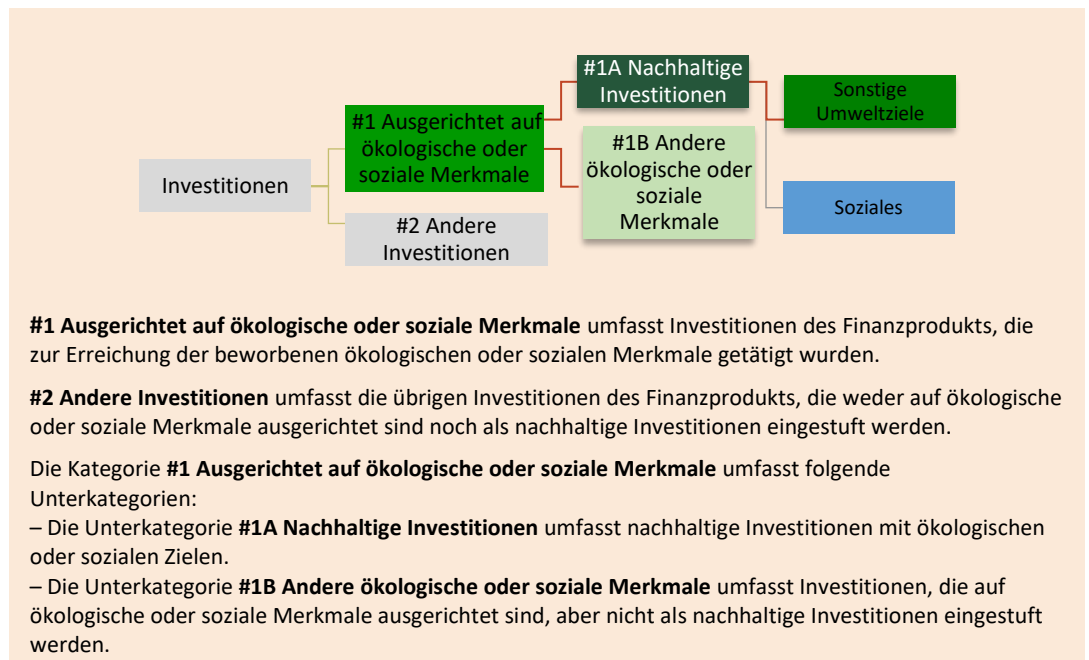 #1A Nachhaltige
Investitionen
Sonstige
Umweltziele
#1 Ausgerichtet auf
ökologische oder
soziale Merkmale
#1B Andere
ökologische oder
soziale
Merkmale
Investitionen
Soziales
#2 Andere
Investitionen
#1 Ausgerichtet auf ökologische oder soziale Merkmale umfasst Investitionen des Finanzprodukts, die
zur Erreichung der beworbenen ökologischen oder sozialen Merkmale getätigt wurden.
#2 Andere Investitionen umfasst die übrigen Investitionen des Finanzprodukts, die weder auf ökologische
oder soziale Merkmale ausgerichtet sind noch als nachhaltige Investitionen eingestuft werden.
Die Kategorie #1 Ausgerichtet auf ökologische oder soziale Merkmale umfasst folgende
Unterkategorien:
– Die Unterkategorie #1A Nachhaltige Investitionen umfasst nachhaltige Investitionen mit ökologischen
oder sozialen Zielen.
– Die Unterkategorie #1B Andere ökologische oder soziale Merkmale umfasst Investitionen, die auf
ökologische oder soziale Merkmale ausgerichtet sind, aber nicht als nachhaltige Investitionen eingestuft
werden.